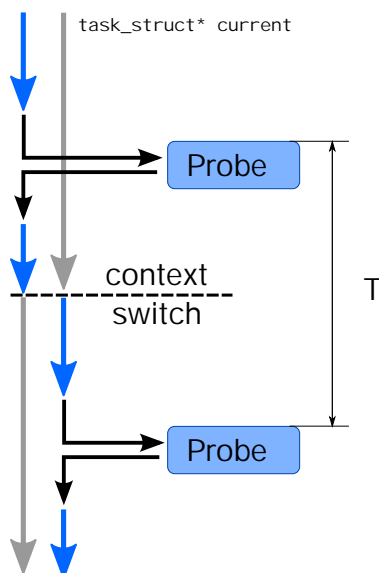 task_struct* current
Probe
context
T
switch
Probe